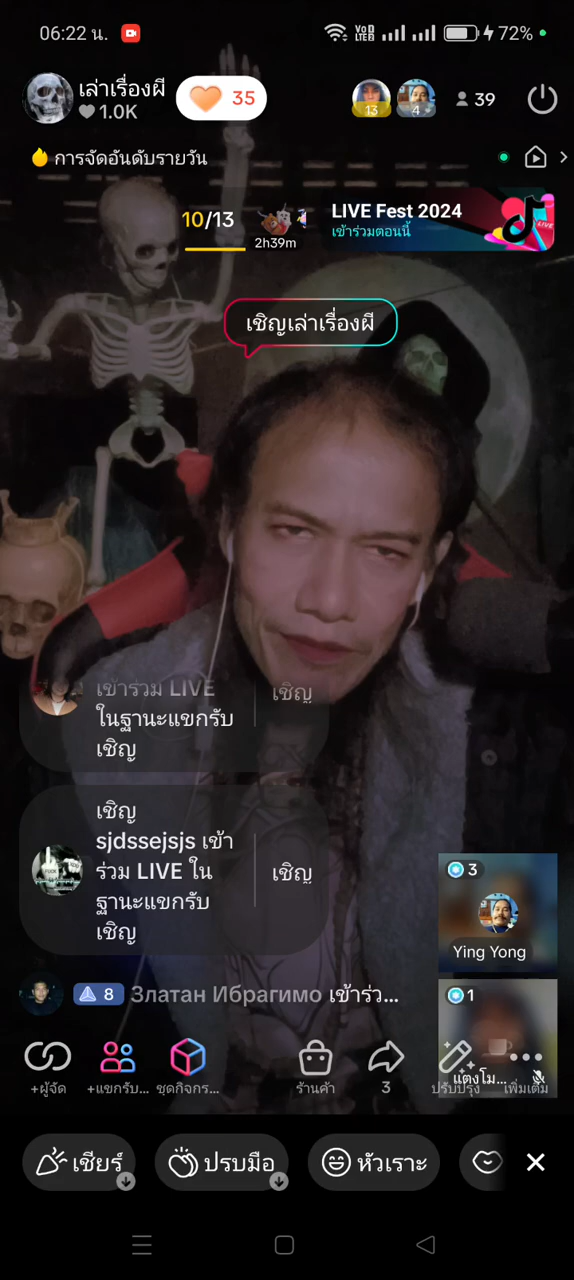 06:22 น.
VoD LTE2
72%
เล่าเรื่องผี
1.0K
35
13
4
39
การจัดอันดับรายวัน
10/13
2h39m
LIVE Fest 2024
เข้าร่วมตอนนี้
LIVE
เชิญเล่าเรื่องผี
เข้าร่วม LIVE
ในฐานะแขกรับ
เชิญ
เชิญ
เชิญ
sjdssejsjs เข้า
ร่วม LIVE ใน
ฐานะแขกรับ
เชิญ
เชิญ
3
Ying Yong
8 Златан Ибрагимо เข้าร่ว...
1
แตงโม...
+ผู้จัด
+แขกรับ...
ชุดกิจกร...
ร้านค้า
3
ปรับปรุง
เพิ่มเติม
เชียร์
ปรบมือ
หัวเราะ